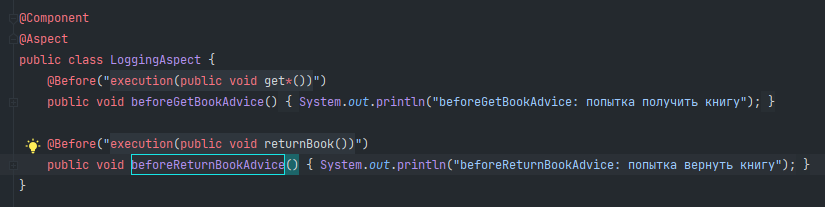 @Component
@Aspect
public class LoggingAspect {
@Before("execution(public void get*())")
public void beforeGetBookAdvice() { System.out.println("beforeGetBookAdvice: попытка получить книгу"); }
@Before("execution(public void returnBook())")
public void beforeReturnBookAdvice() { System.out.println("beforeReturnBookAdvice: попытка вернуть книгу"); }
}